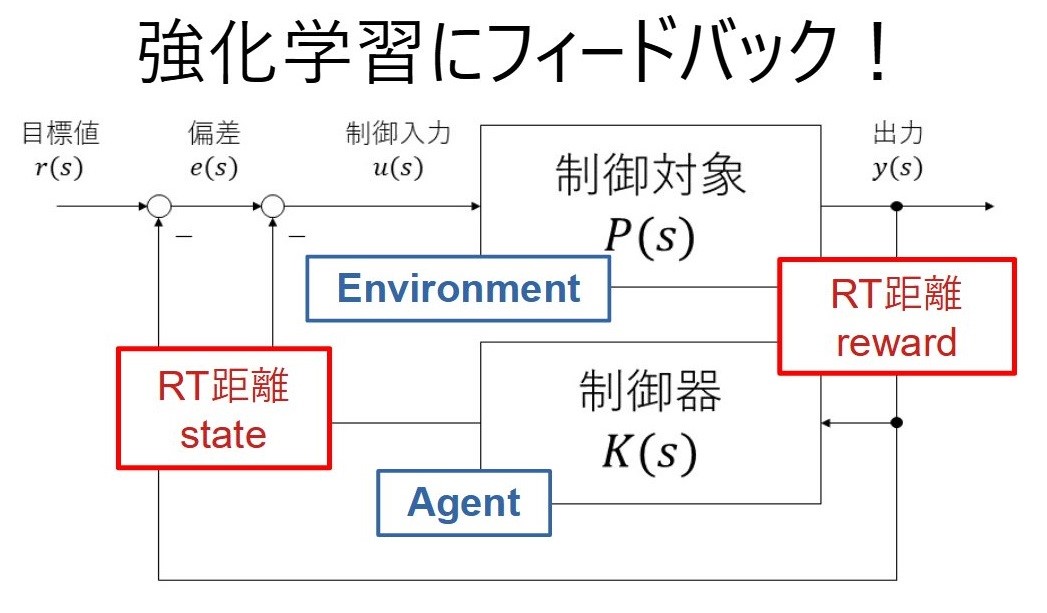 強化学習にフィードバック！
目標値
r(s)
偏差
e(s)
制御入力
u(s)
制御対象
P(s)
出力
y(s)
−
−
Environment
RT距離
reward
RT距離
state
制御器
K(s)
Agent